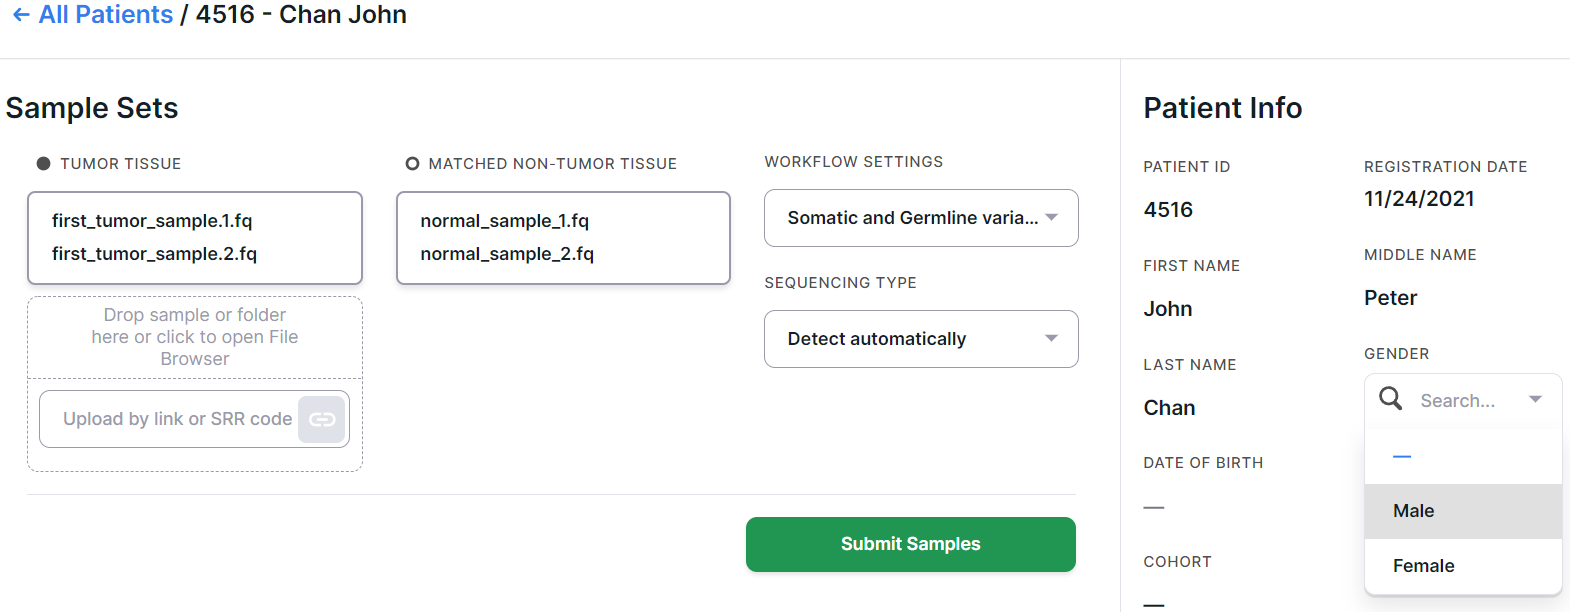 ← All Patients / 4516 - Chan John
Sample Sets
TUMOR TISSUE
first_tumor_sample.1.fq
first_tumor_sample.2.fq
Drop sample or folder
here or click to open File
Browser
Upload by link or SRR code
MATCHED NON-TUMOR TISSUE
normal_sample_1.fq
normal_sample_2.fq
WORKFLOW SETTINGS
Somatic and Germline varia...
SEQUENCING TYPE
Detect automatically
Submit Samples
Patient Info
PATIENT ID
4516
REGISTRATION DATE
11/24/2021
FIRST NAME
John
MIDDLE NAME
Peter
LAST NAME
Chan
GENDER
Search...
—
Male
Female
DATE OF BIRTH
—
COHORT
—